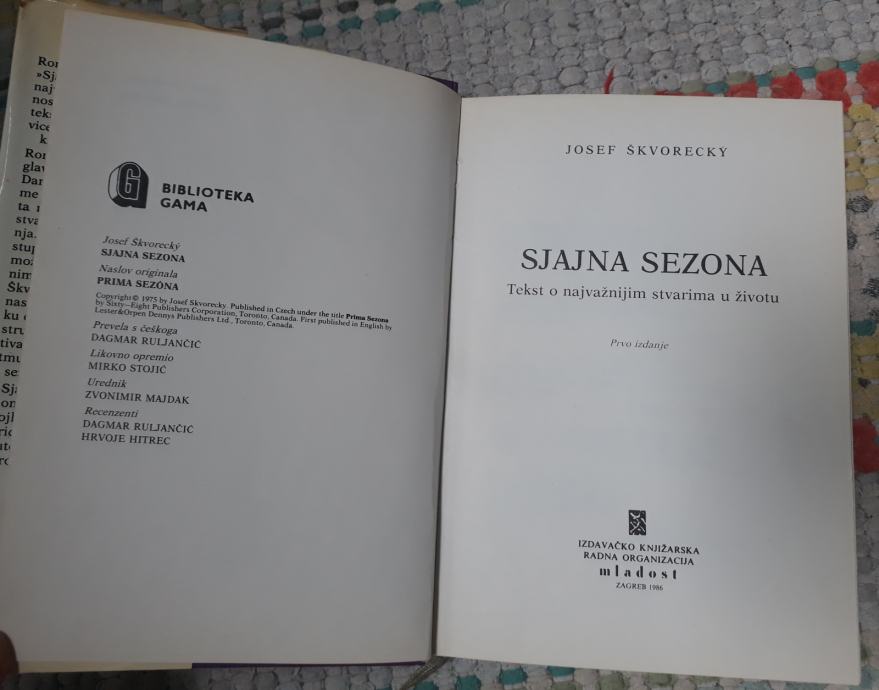 BIBLIOTEKA
GAMA
Josef Škvorecký
SJAJNA SEZONA
Naslov originala
PRIMA SEZÓNA
Copyright © 1975 by Josef Skvorecky. Published in Czech under the title Prima Sezona
by Sixty—Eight Publishers Corporation, Toronto, Canada. First published in English by
Lester&Orpen Dennys Publishers Ltd., Toronto, Canada.
Prevela s češkoga
DAGMAR RULJANČIĆ
Likovno opremio
MIRKO STOJIĆ
Urednik
ZVONIMIR MAJDAK
Recenzenti
DAGMAR RULJANČIĆ
HRVOJE HITREC
JOSEF ŠKVORECKÝ
SJAJNA SEZONA
Tekst o najvažnijim stvarima u životu
Prvo izdanje
IZDAVAČKO KNJIŽARSKA
RADNA ORGANIZACIJA
mladost
ZAGREB 1986